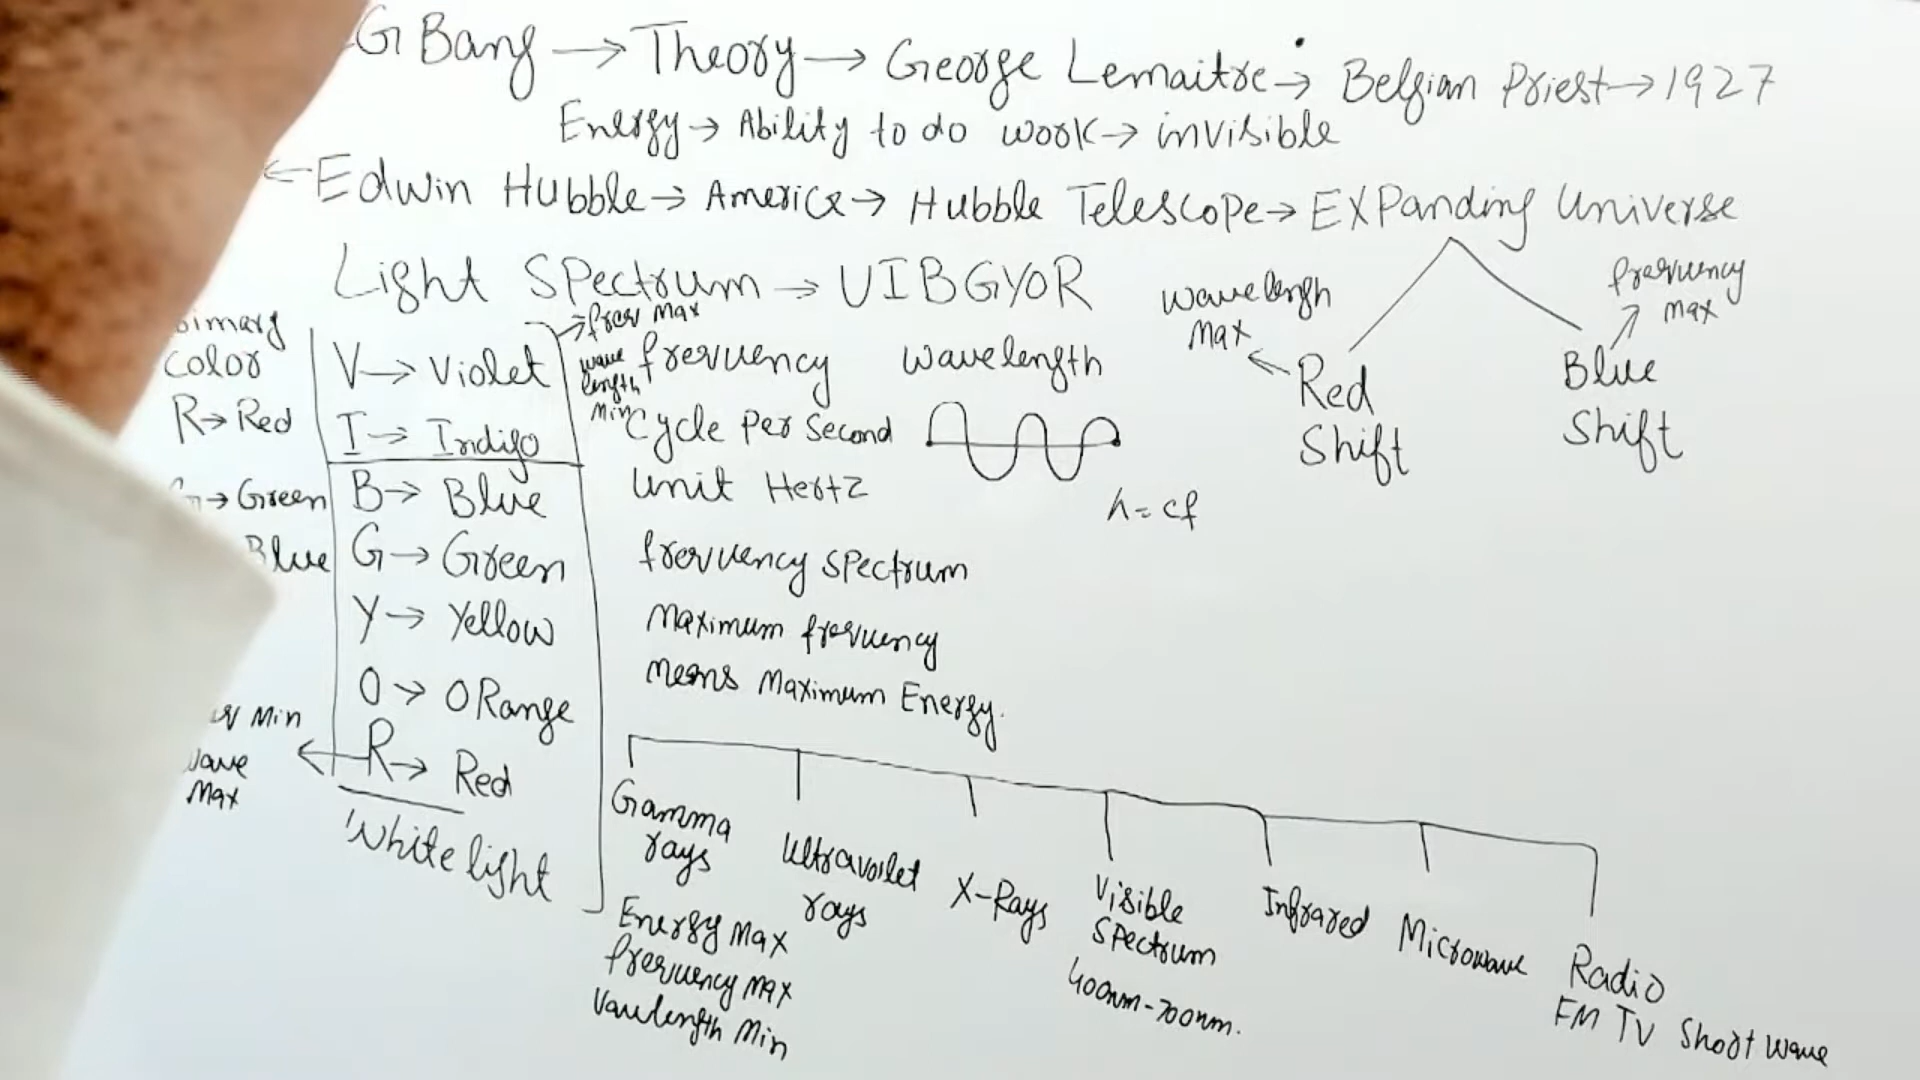 G Bang → Theory → George Lemaitre → Belgian Priest → 1927
Energy → Ability to do work → invisible
← Edwin Hubble → America → Hubble Telescope → EXPanding Universe
Light SPectrum → VIBGYOR
Color
R → Red
→ Green
Blue
Min
wave
Max
V → Violet
I → Indigo
B → Blue
G → Green
Y → Yellow
O → ORange
R → Red
White light
→ freq Max
wave
length
Min
frequency
Cycle Per Second
Unit Hertz
wavelength
h = cf
frequency SPectrum
Maximum frequency
means Maximum Energy.
wavelengh
Max
Red
Shift
frequency
max
Blue
Shift
Gamma
rays
Energy Max
frequency Max
Vavelength Min
Ultravoilet
rays
X-Rays
Visible
SPectrum
400nm-700nm.
Infrared
Microwave
Radio
FM TV Short wave